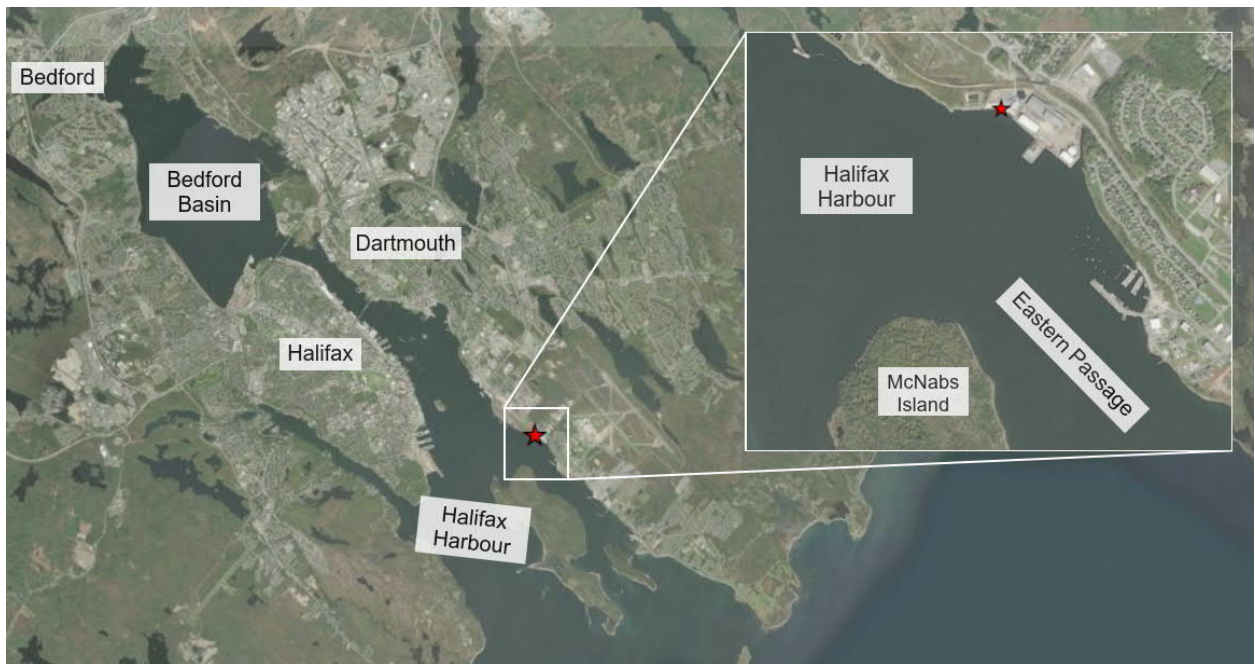 Bedford
Bedford
Basin
Dartmouth
Halifax
Halifax
Harbour
Halifax
Harbour
McNabs
Island
Eastern Passage